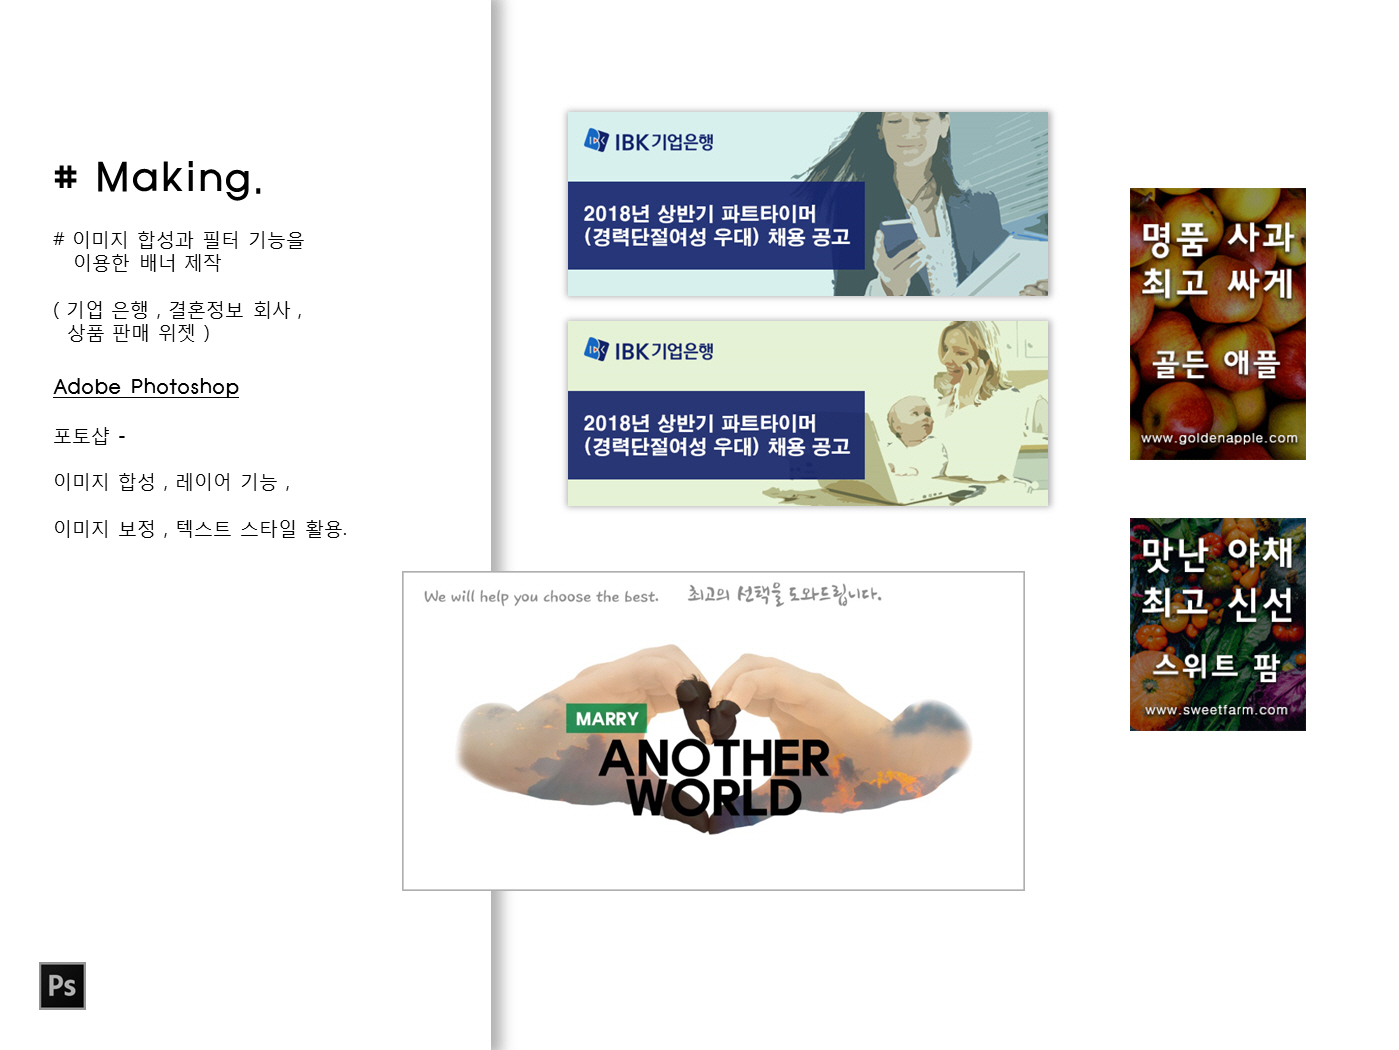 # Making.
# 이미지 합성과 필터 기능을
이용한 배너 제작
( 기업 은행 , 결혼정보 회사 ,
상품 판매 위젯 )
Adobe Photoshop
포토샵 -
이미지 합성 , 레이어 기능 ,
이미지 보정 , 텍스트 스타일 활용.
Ps
IBK 기업은행
2018년 상반기 파트타이머
(경력단절여성 우대) 채용 공고
IBK 기업은행
2018년 상반기 파트타이머
(경력단절여성 우대) 채용 공고
We will help you choose the best. 최고의 선택을 도와드립니다.
MARRY
ANOTHER
WORLD
명품 사과
최고 싸게
골든 애플
www.goldenapple.com
맛난 야채
최고 신선
스위트 팜
www.sweetfarm.com